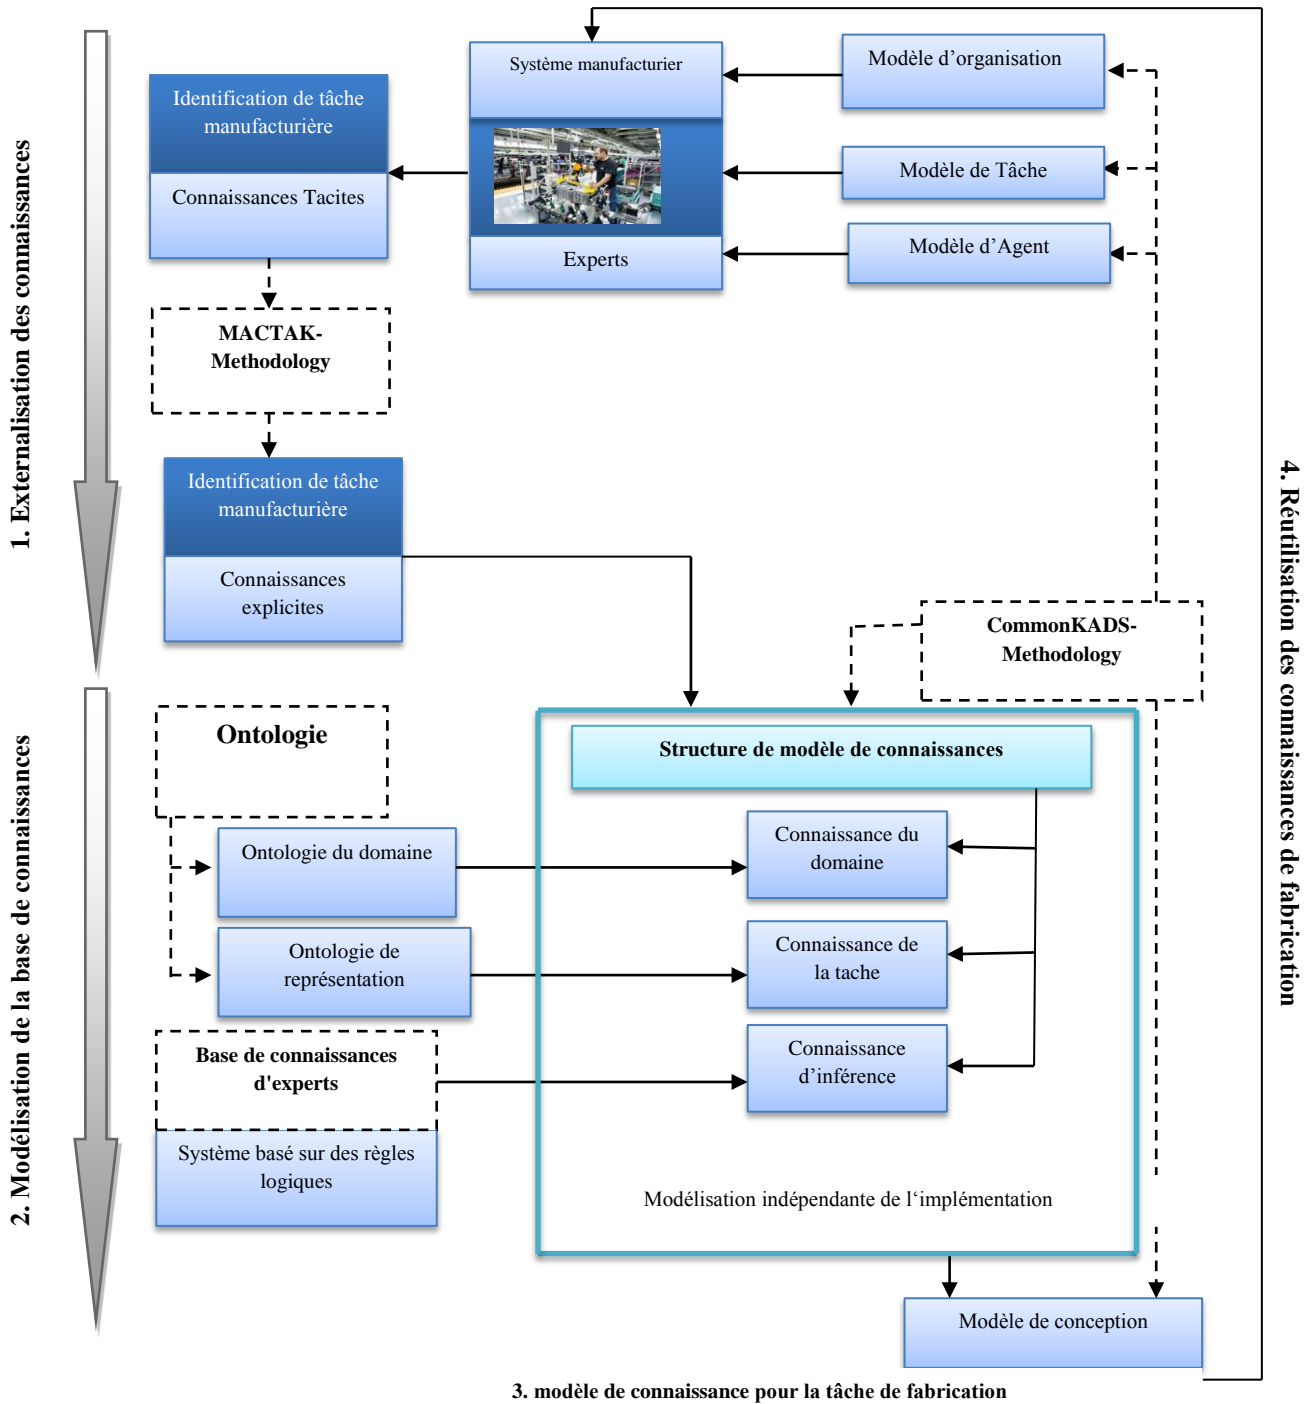 1. Externalisation des connaissances
Système manufacturier
Experts
Modèle d'organisation
Modèle de Tâche
Modèle d'Agent
Identification de tâche
manufacturière
Connaissances Tacites
MACTAK-
Methodology
Identification de tâche
manufacturière
Connaissances
explicites
CommonKADS-
Methodology
4. Réutilisation des connaissances de fabrication
2. Modélisation de la base de connaissances
Ontologie
Ontologie du domaine
Ontologie de
représentation
Base de connaissances
d'experts
Système basé sur des règles
logiques
Structure de modèle de connaissances
Connaissance du
domaine
Connaissance de
la tache
Connaissance
d'inférence
Modélisation indépendante de l'implémentation
Modèle de conception
3. modèle de connaissance pour la tâche de fabrication